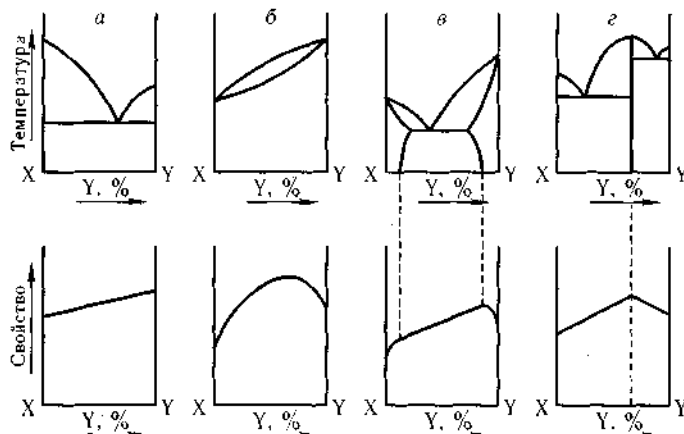 а б в г
Температура
X Y X Y X Y X Y
Y, % Y, % Y, % Y, %
Свойство
X Y X Y X Y X Y
Y, % Y, % Y, % Y. %